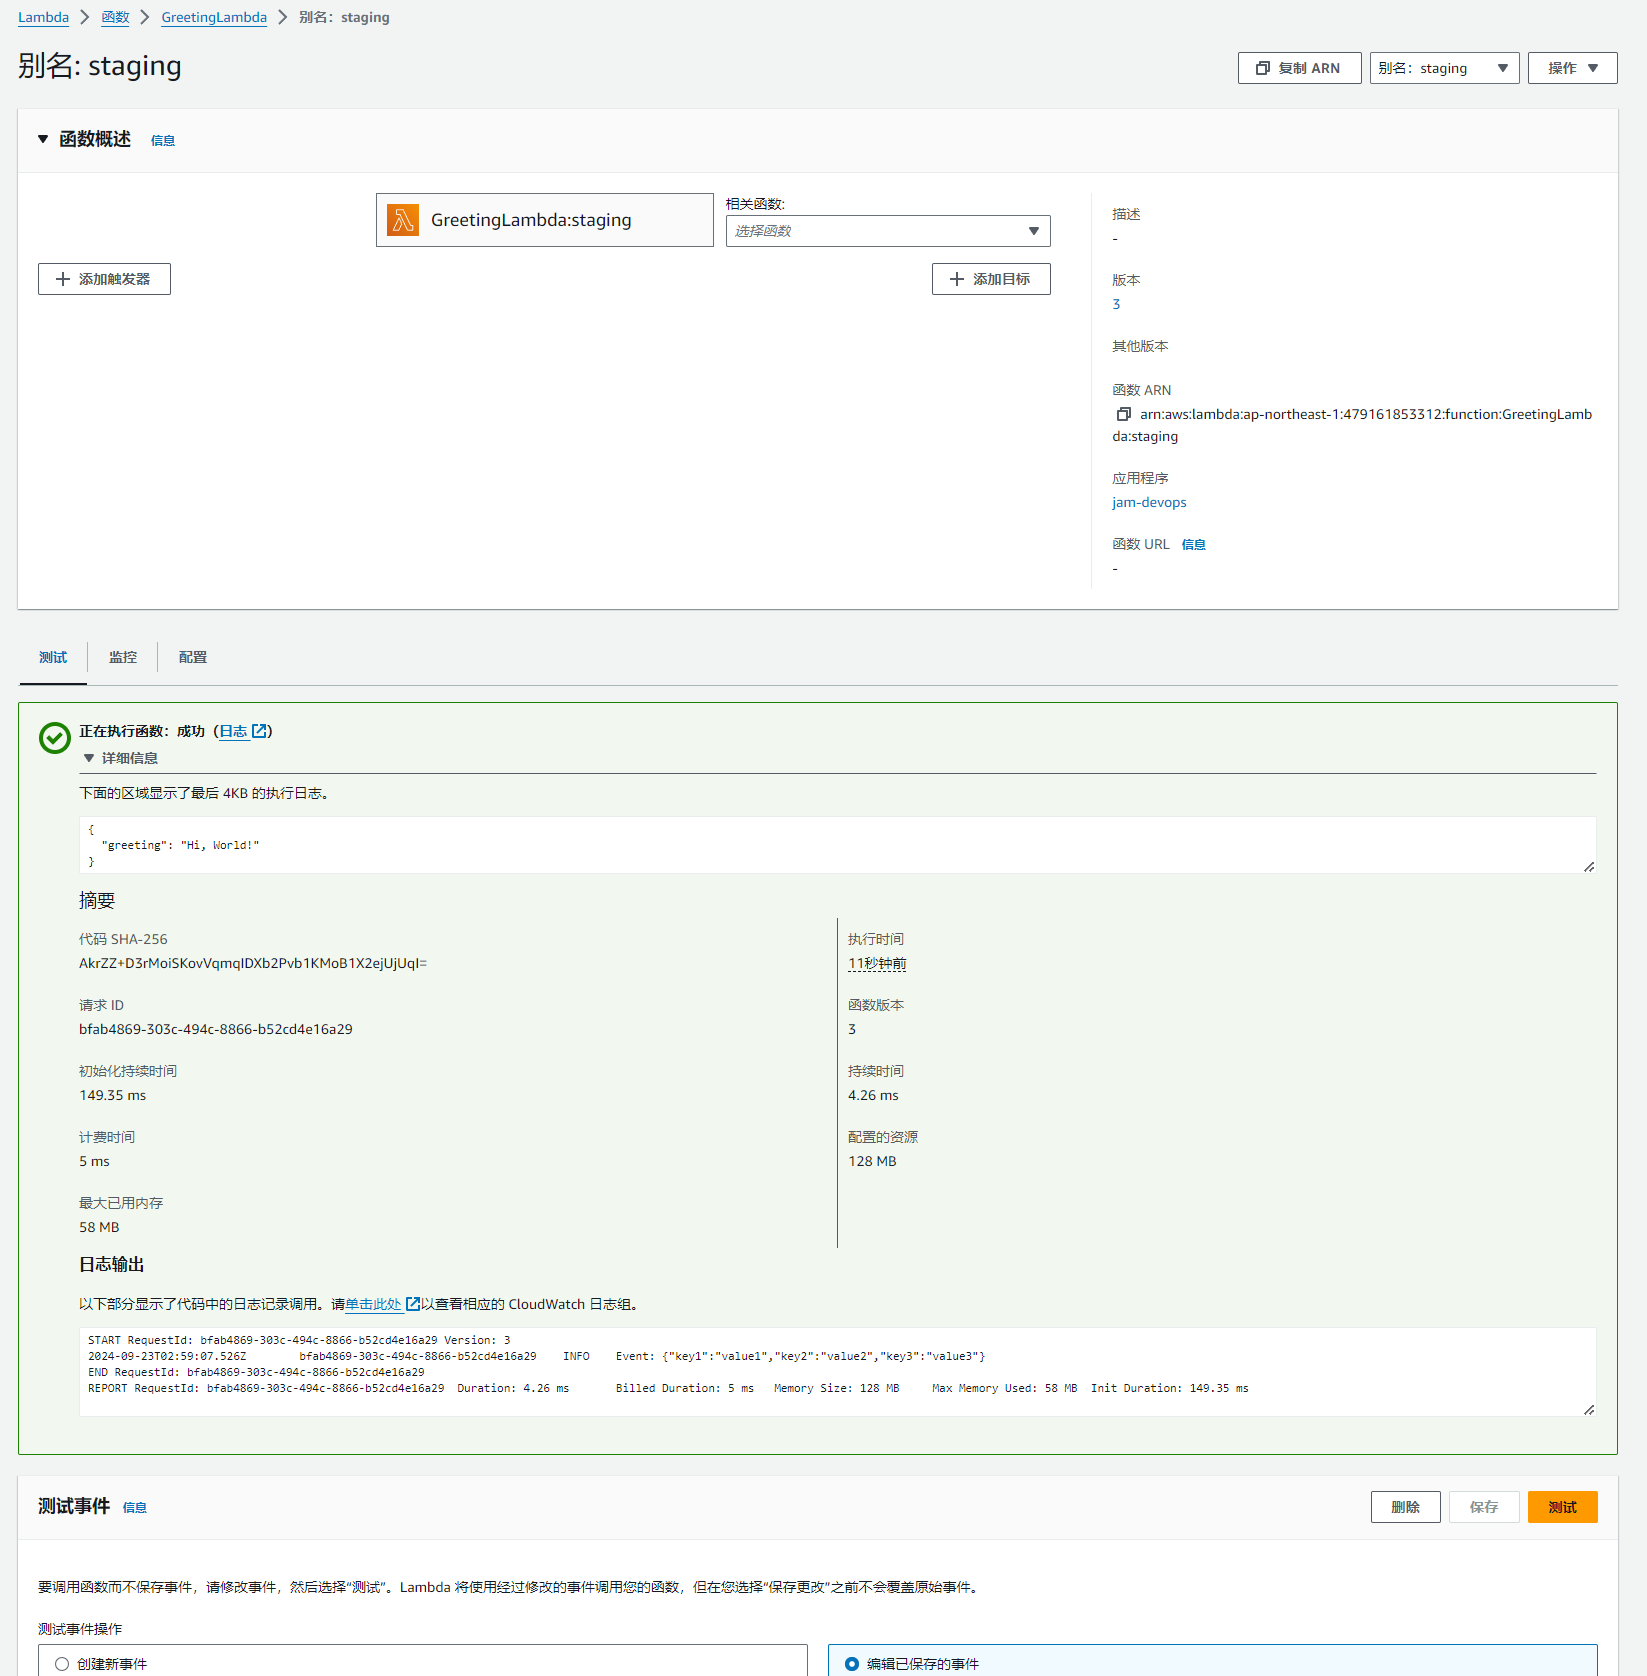 Lambda > 函数 > GreetingLambda > 别名：staging
别名: staging
复制 ARN
别名：staging
操作
函数概述 信息
GreetingLambda:staging
相关函数:
选择函数
添加触发器
添加目标
描述
-
版本
3
其他版本
函数 ARN
arn:aws:lambda:ap-northeast-1:479161853312:function:GreetingLamb
da:staging
应用程序
jam-devops
函数 URL 信息
-
测试
监控
配置
正在执行函数：成功（日志）
详细信息
下面的区域显示了最后 4KB 的执行日志。
{
"greeting": "Hi, World!"
}
摘要
代码 SHA-256
AkrZZ+D3rMoiSKovVqmqIDXb2Pvb1KMoB1X2ejUjUqI=
执行时间
11秒钟前
请求 ID
bfab4869-303c-494c-8866-b52cd4e16a29
函数版本
3
初始化持续时间
149.35 ms
持续时间
4.26 ms
计费时间
5 ms
配置的资源
128 MB
最大已用内存
58 MB
日志输出
以下部分显示了代码中的日志记录调用。请单击此处以查看相应的 CloudWatch 日志组。
START RequestId: bfab4869-303c-494c-8866-b52cd4e16a29 Version: 3
2024-09-23T02:59:07.526Z bfab4869-303c-494c-8866-b52cd4e16a29 INFO Event: {"key1":"value1","key2":"value2","key3":"value3"}
END RequestId: bfab4869-303c-494c-8866-b52cd4e16a29
REPORT RequestId: bfab4869-303c-494c-8866-b52cd4e16a29 Duration: 4.26 ms Billed Duration: 5 ms Memory Size: 128 MB Max Memory Used: 58 MB Init Duration: 149.35 ms
测试事件 信息
删除
保存
测试
要调用函数而不保存事件，请修改事件，然后选择“测试”。Lambda 将使用经过修改的事件调用您的函数，但在您选择“保存更改”之前不会覆盖原始事件。
测试事件操作
创建新事件
编辑已保存的事件